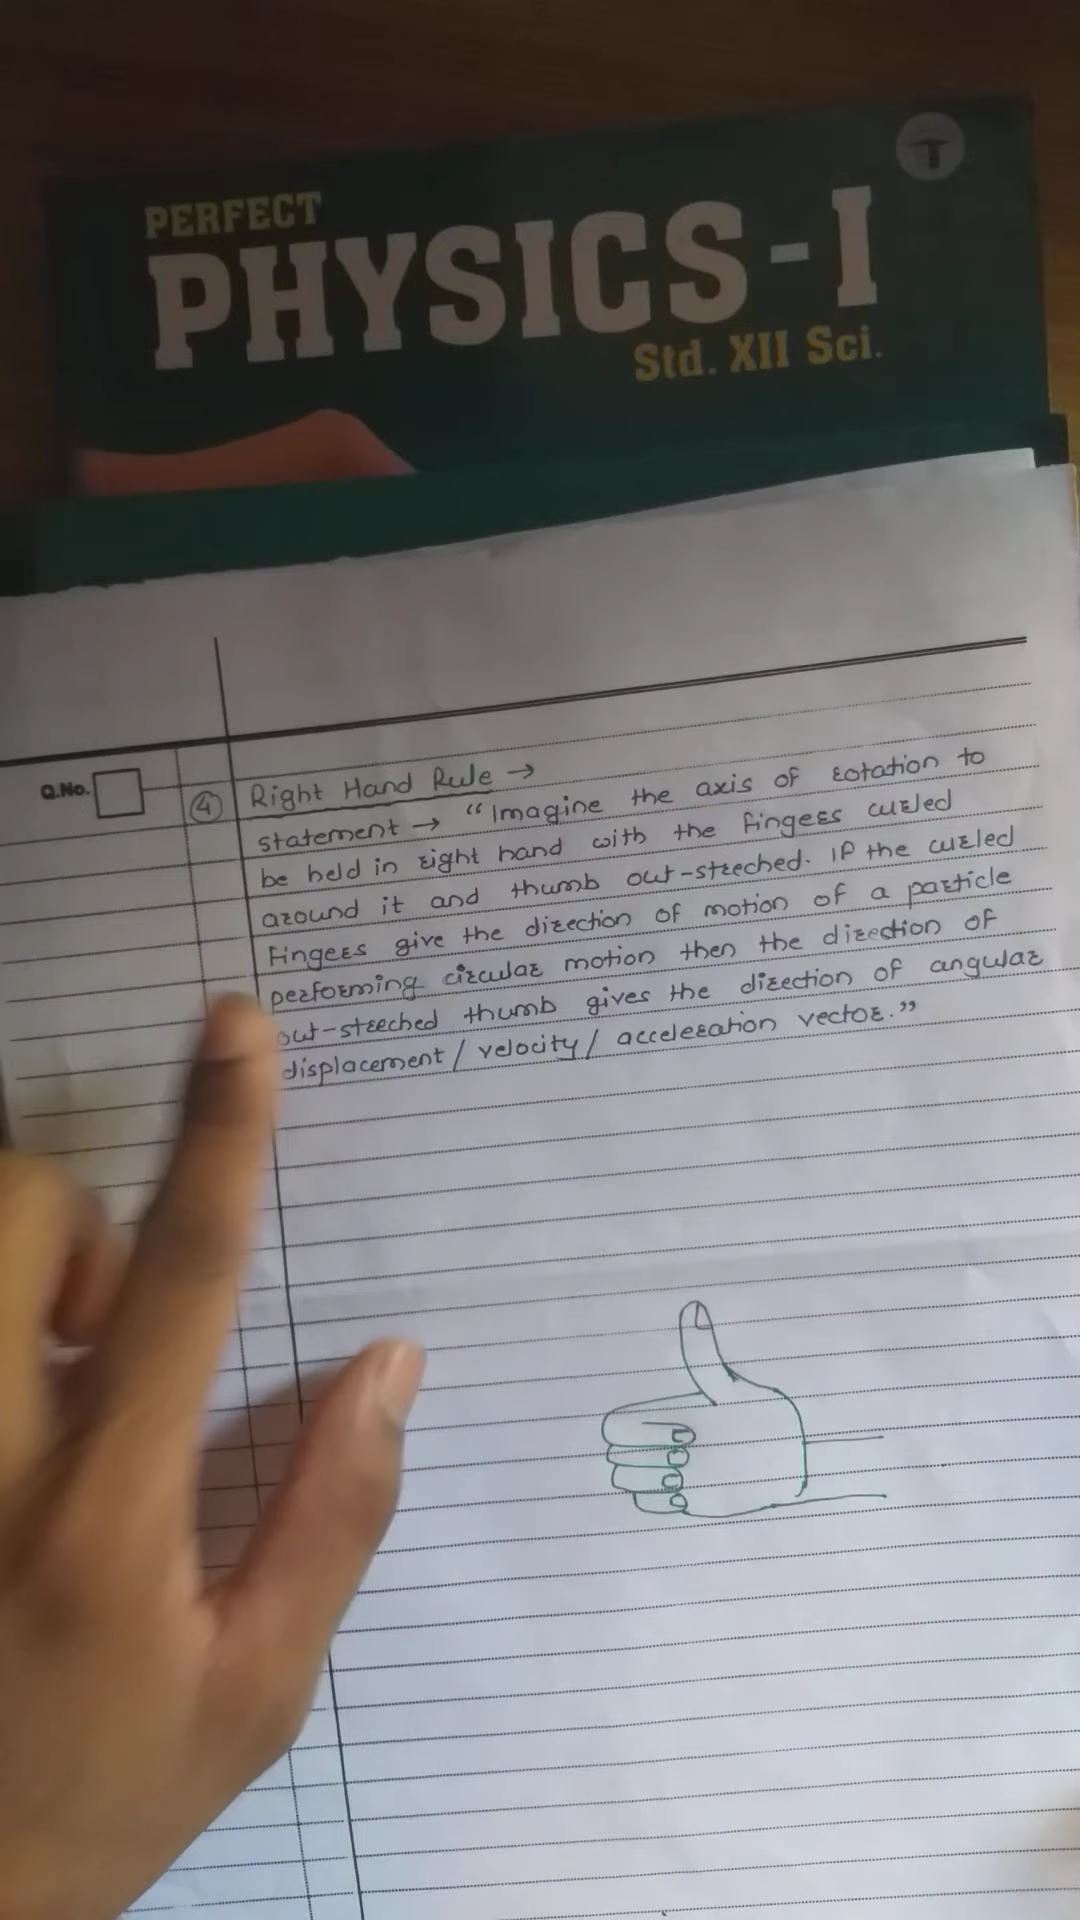 T
PERFECT
PHYSICS-I
Std. XII Sci.
Q.No.
4 Right Hand Rule →
statement → "Imagine the axis of rotation to
be held in right hand with the fingers curled
around it and thumb out-streched. If the curled
fingers give the direction of motion of a particle
performing circular motion then the direction of
out-streched thumb gives the direction of angular
displacement/velocity/acceleration vector."